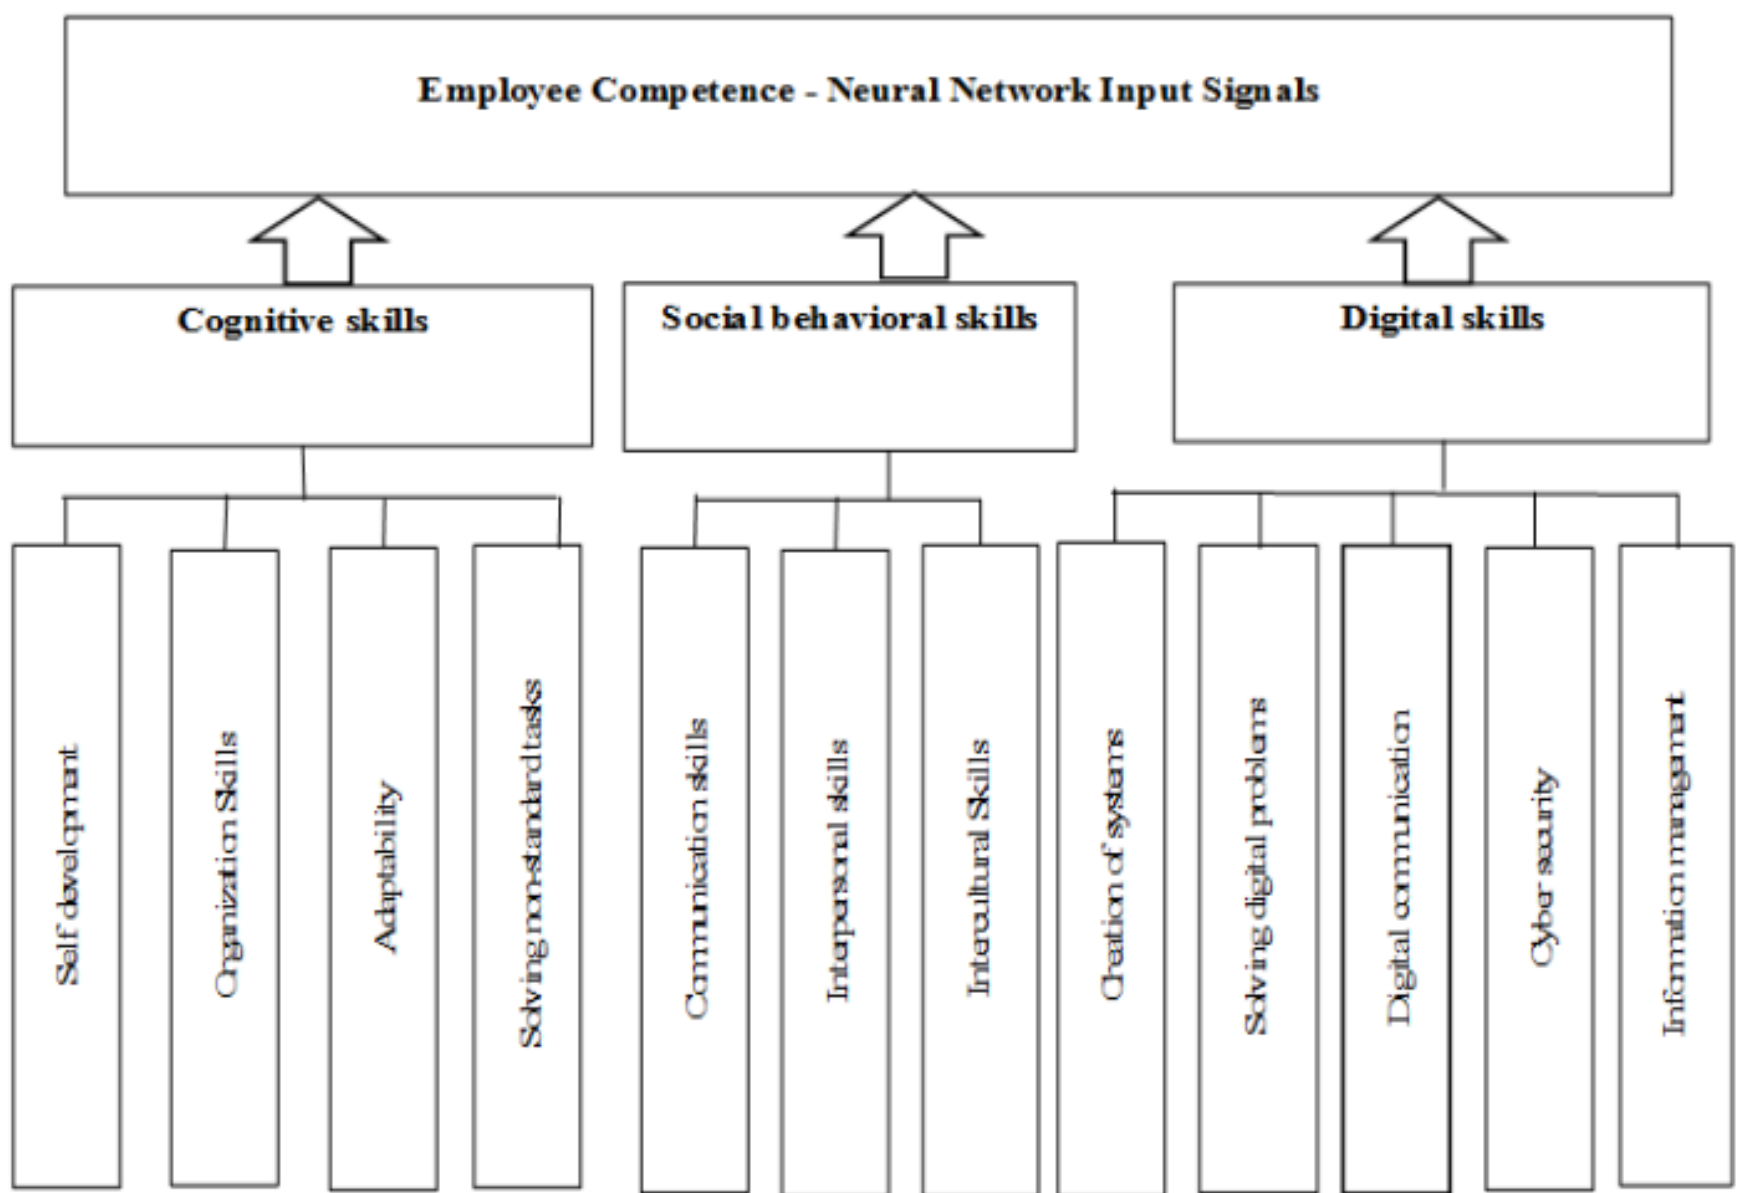 Employee Competence - Neural Network Input Signals
Cognitive skills
Social behavioral skills
Digital skills
Self development
Organization Skills
Adaptability
Solving non-standard tasks
Communication skills
Interpersonal skills
Intercultural Skills
Creation of systems
Solving digital problems
Digital communication
Cyber security
Information management